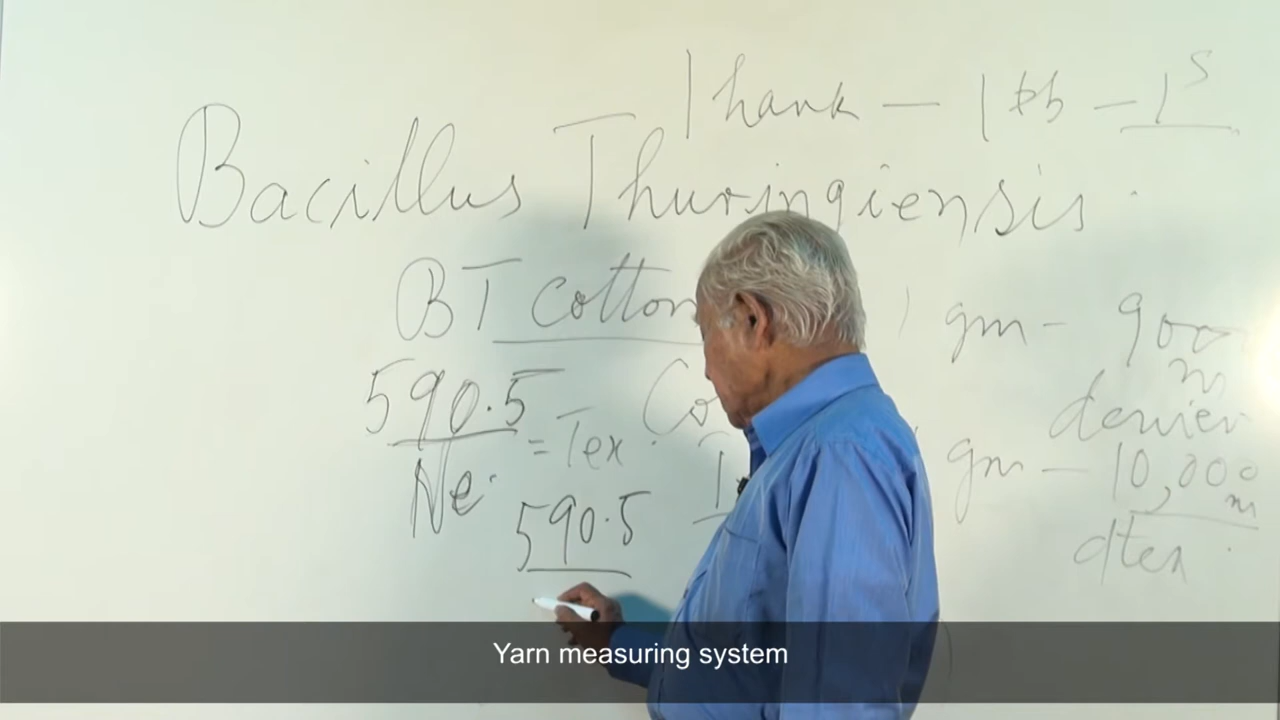 1 hank — 1 lb — 1s
Bacillus Thuringiensis
BT cotton
1 gm — 9000 m
denier
590.5
Ne
= Tex
Co
1
gm — 10,000 m
dtex
590.5
Yarn measuring system